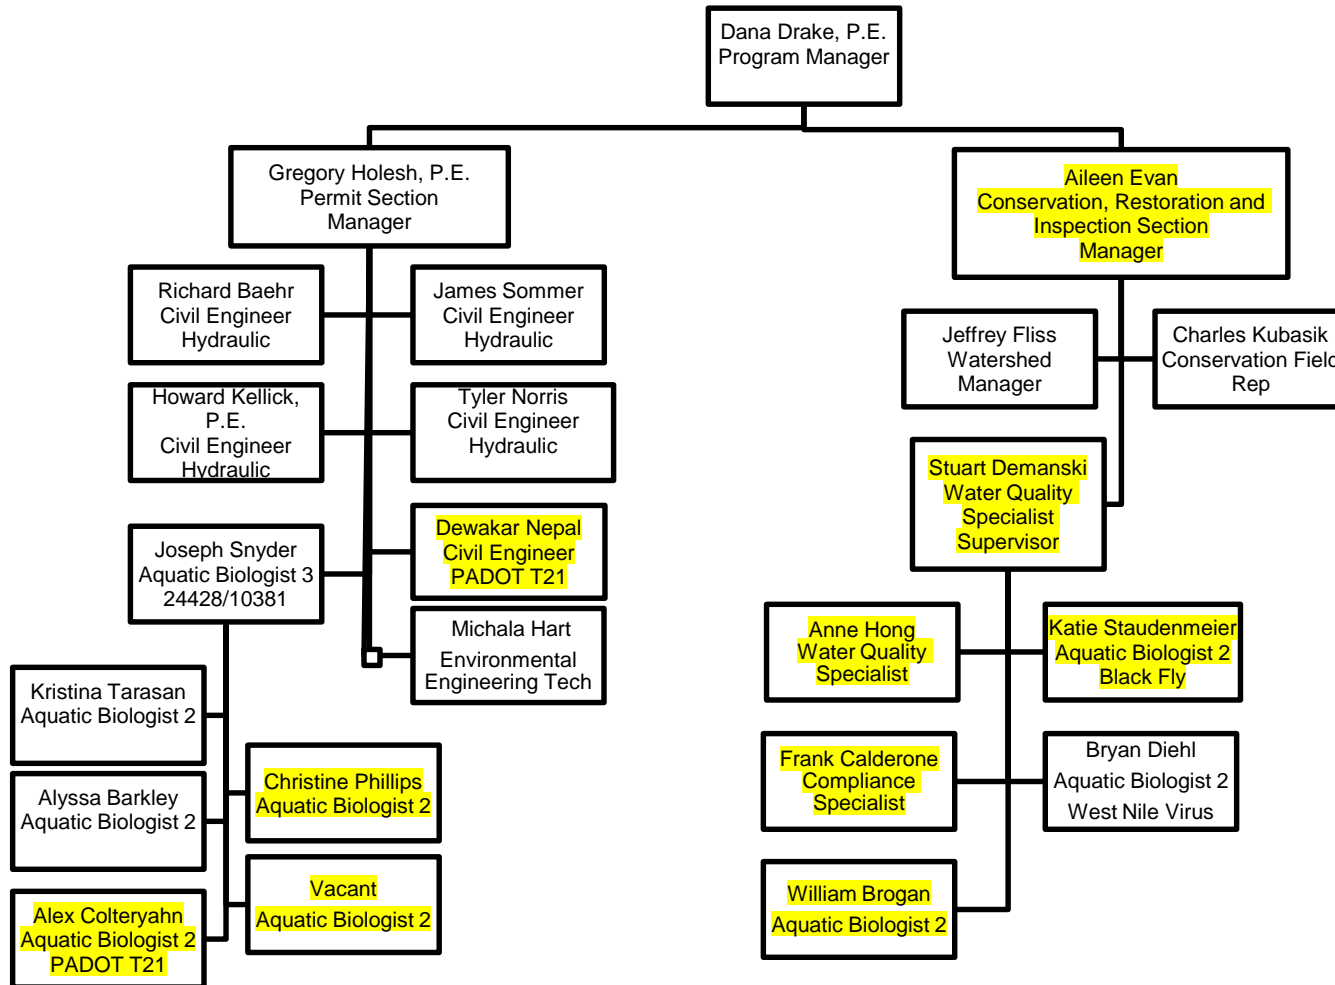 Dana Drake, P.E.
Program Manager
Gregory Holesh, P.E.
Permit Section
Manager
Aileen Evan
Conservation, Restoration and
Inspection Section
Manager
Richard Baehr
Civil Engineer
Hydraulic
James Sommer
Civil Engineer
Hydraulic
Jeffrey Fliss
Watershed
Manager
Charles Kubasik
Conservation Field
Rep
Howard Kellick,
P.E.
Civil Engineer
Hydraulic
Tyler Norris
Civil Engineer
Hydraulic
Stuart Demanski
Water Quality
Specialist
Supervisor
Joseph Snyder
Aquatic Biologist 3
24428/10381
Dewakar Nepal
Civil Engineer
PADOT T21
Michala Hart
Environmental
Engineering Tech
Anne Hong
Water Quality
Specialist
Katie Staudenmeier
Aquatic Biologist 2
Black Fly
Kristina Tarasan
Aquatic Biologist 2
Christine Phillips
Aquatic Biologist 2
Frank Calderone
Compliance
Specialist
Bryan Diehl
Aquatic Biologist 2
West Nile Virus
Alyssa Barkley
Aquatic Biologist 2
Vacant
Aquatic Biologist 2
William Brogan
Aquatic Biologist 2
Alex Colteryahn
Aquatic Biologist 2
PADOT T21